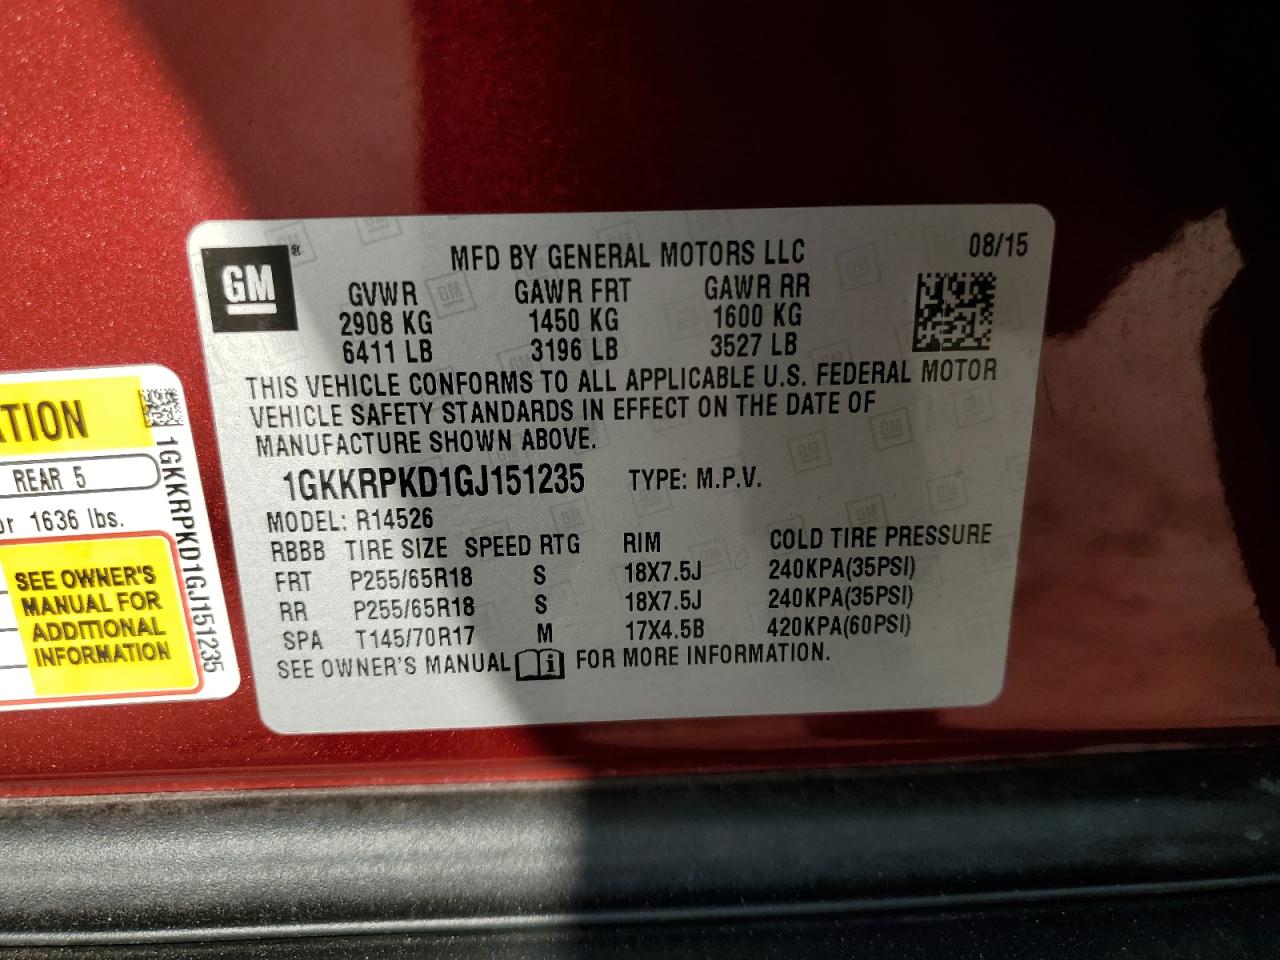 GM®
MFD BY GENERAL MOTORS LLC 08/15
GVWR GAWR FRT GAWR RR
2908 KG 1450 KG 1600 KG
6411 LB 3196 LB 3527 LB
THIS VEHICLE CONFORMS TO ALL APPLICABLE U.S. FEDERAL MOTOR
VEHICLE SAFETY STANDARDS IN EFFECT ON THE DATE OF
MANUFACTURE SHOWN ABOVE.
1GKKRPKD1GJ151235 TYPE: M.P.V.
MODEL: R14526
RBBB TIRE SIZE SPEED RTG RIM COLD TIRE PRESSURE
FRT P255/65R18 S 18X7.5J 240KPA(35PSI)
RR P255/65R18 S 18X7.5J 240KPA(35PSI)
SPA T145/70R17 M 17X4.5B 420KPA(60PSI)
SEE OWNER'S MANUAL FOR MORE INFORMATION.
ATION
REAR 5
or 1636 lbs.
SEE OWNER'S
MANUAL FOR
ADDITIONAL
INFORMATION
1GKKRPKD1GJ151235